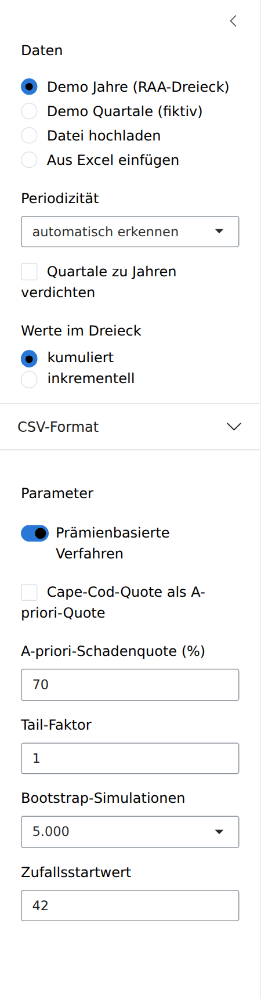 Daten
Demo Jahre (RAA-Dreieck)
Demo Quartale (fiktiv)
Datei hochladen
Aus Excel einfügen
Periodizität
automatisch erkennen
Quartale zu Jahren
verdichten
Werte im Dreieck
kumuliert
inkrementell
CSV-Format
Parameter
Prämienbasierte
Verfahren
Cape-Cod-Quote als A-
priori-Quote
A-priori-Schadenquote (%)
70
Tail-Faktor
1
Bootstrap-Simulationen
5.000
Zufallsstartwert
42